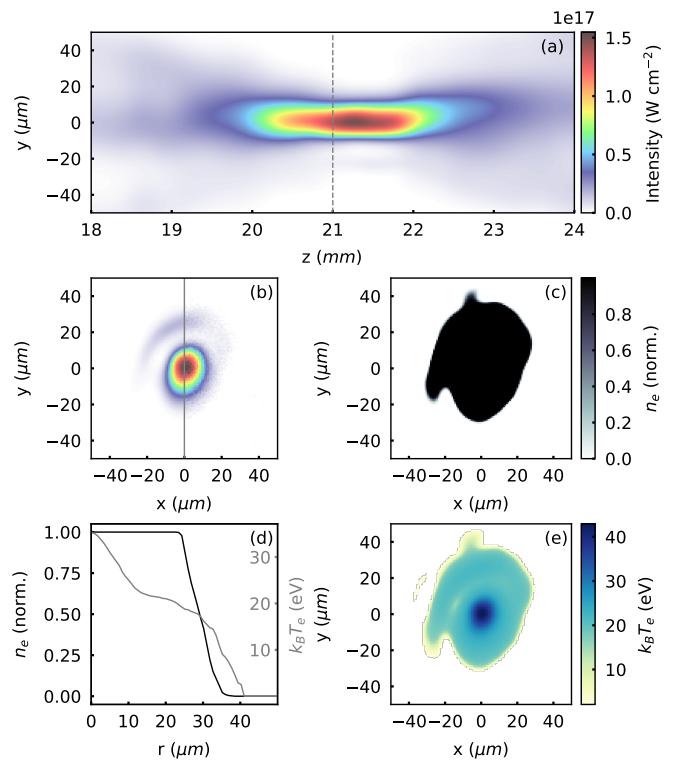 1e17
(a)
40
20
0
−20
−40
y (μm)
18 19 20 21 22 23 24
z (mm)
1.5
1.0
0.5
0.0
Intensity (W cm⁻²)
(b)
40
20
0
−20
−40
y (μm)
−40 −20 0 20 40
x (μm)
(c)
40
20
0
−20
−40
y (μm)
−40 −20 0 20 40
x (μm)
0.8
0.6
0.4
0.2
0.0
nₑ (norm.)
(d)
1.00
0.75
0.50
0.25
0.00
nₑ (norm.)
30
20
10
k_BTₑ (eV)
0 10 20 30 40
r (μm)
(e)
40
20
0
−20
−40
y (μm)
−40 −20 0 20 40
x (μm)
40
30
20
10
k_BTₑ (eV)